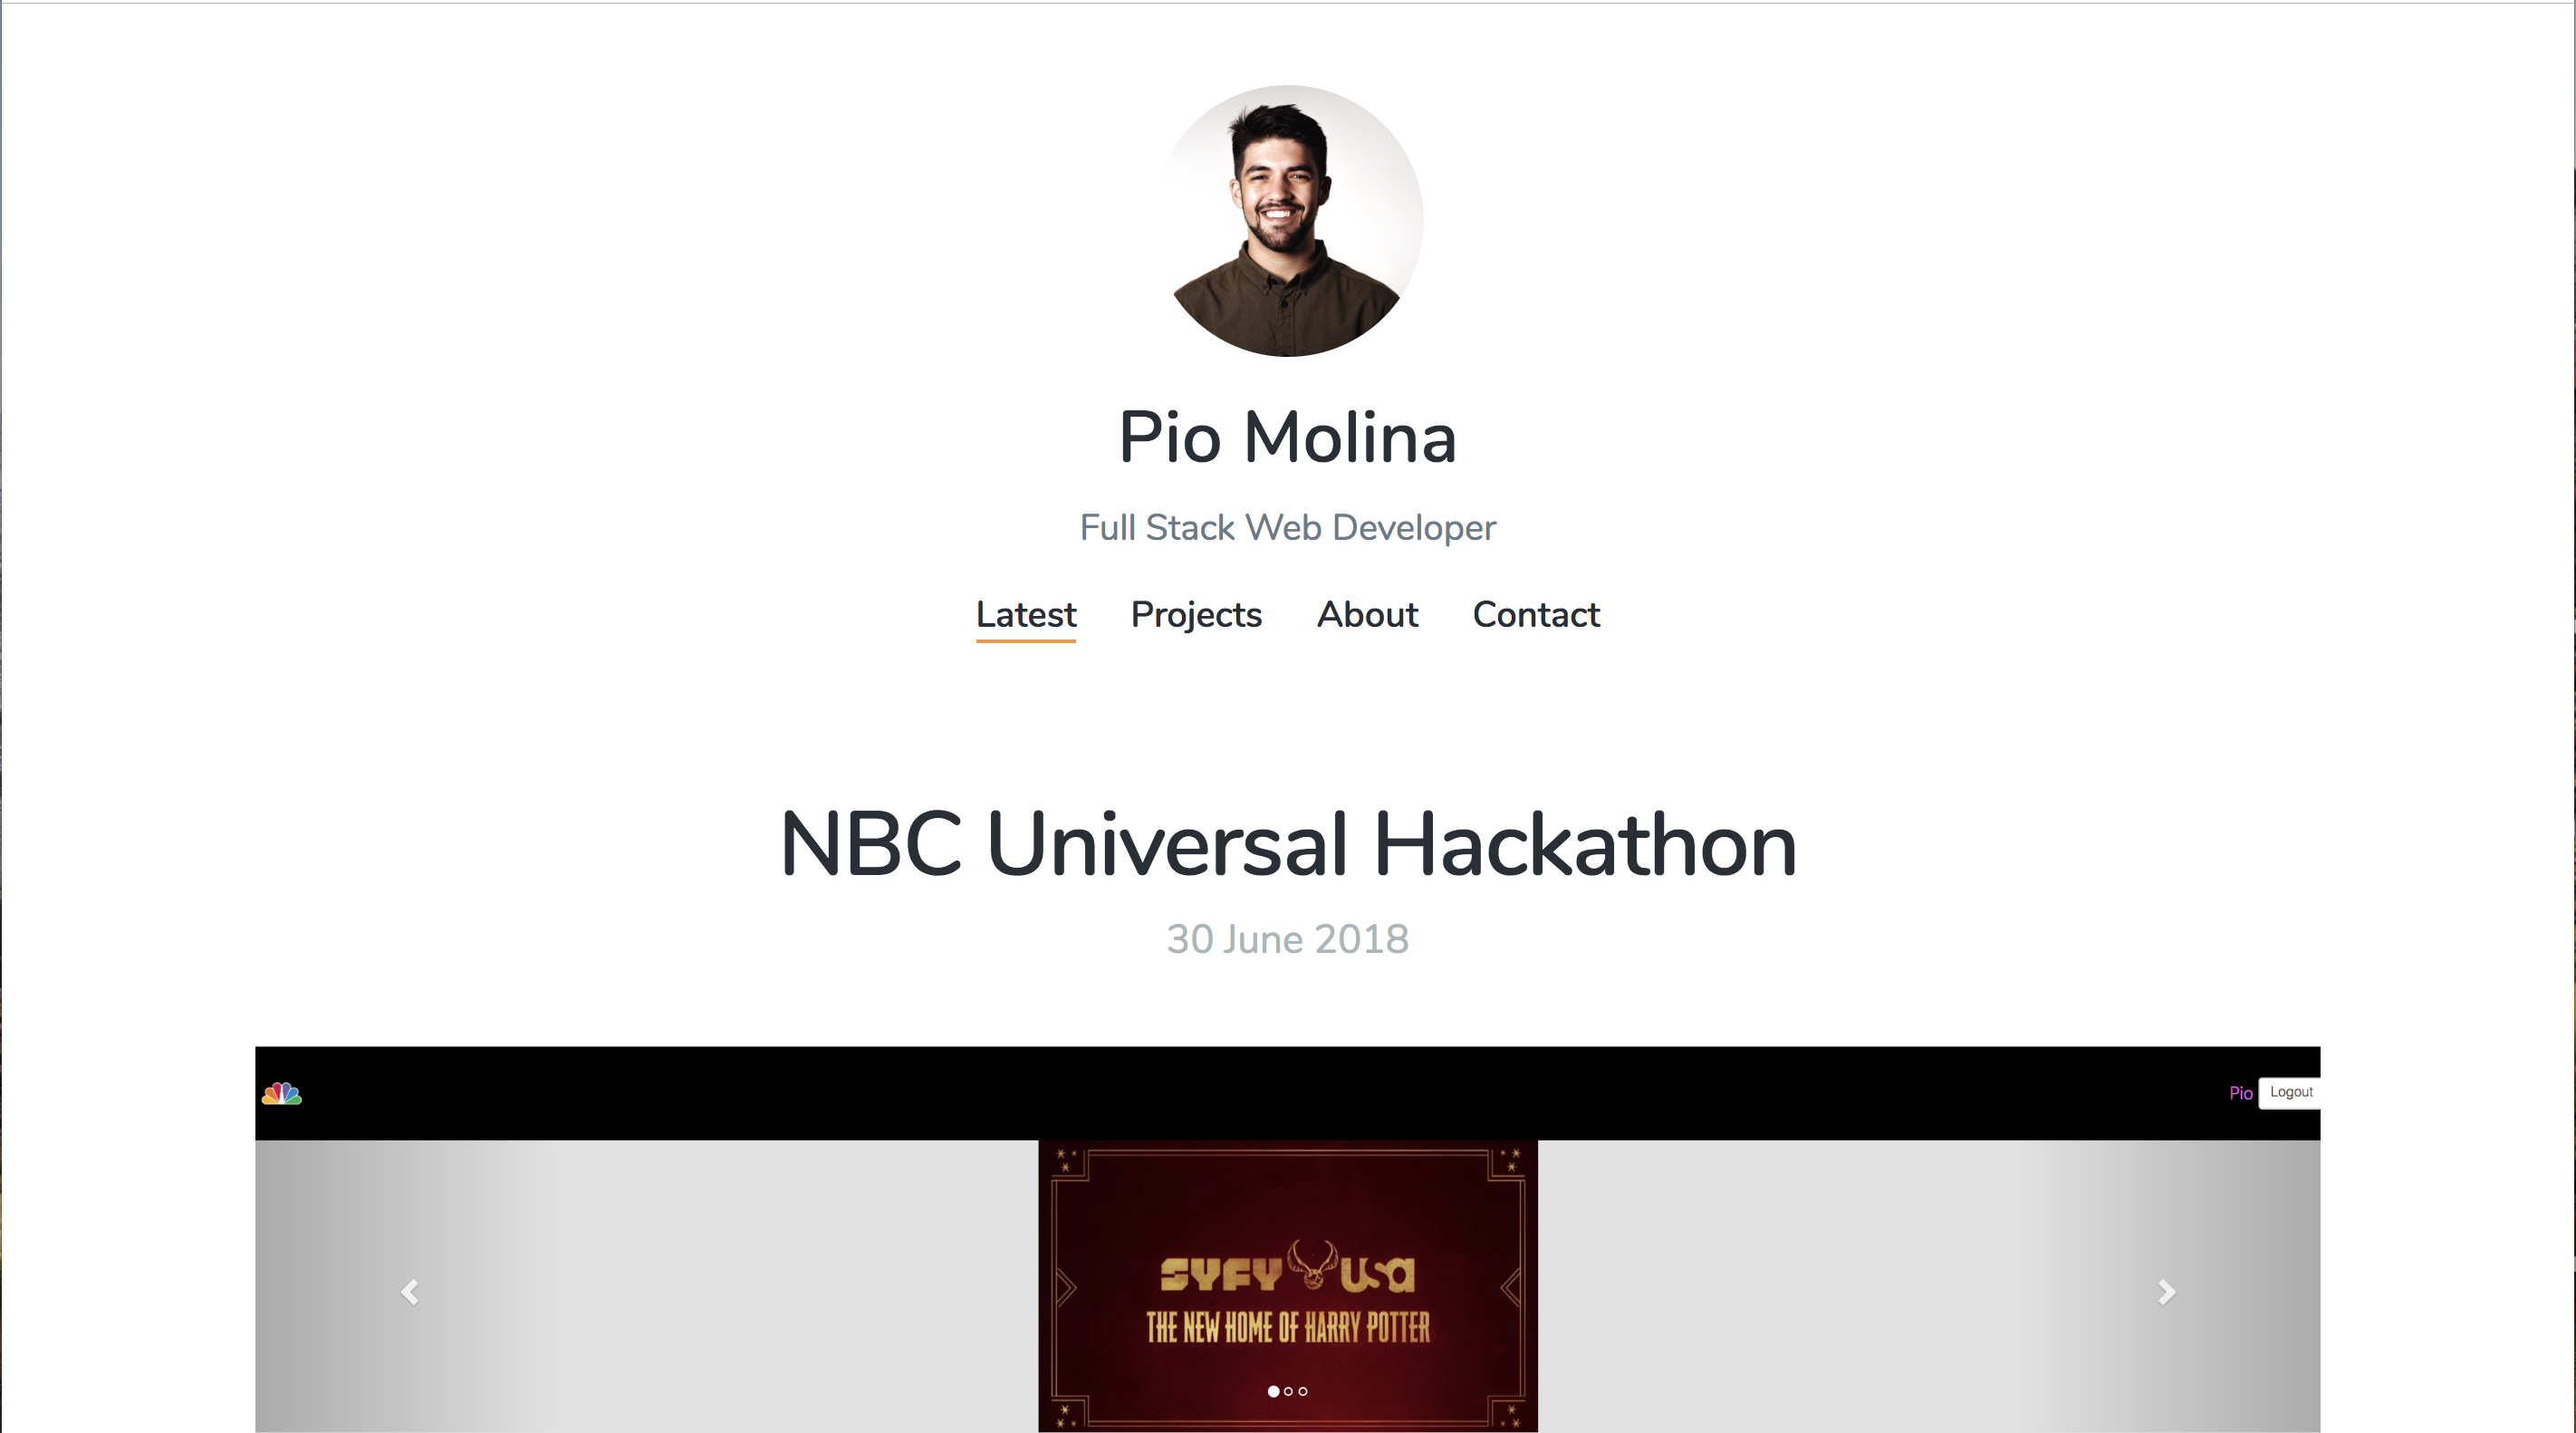 Pio Molina
Full Stack Web Developer
Latest Projects About Contact
NBC Universal Hackathon
30 June 2018
Pio Logout
SYFY USA
THE NEW HOME OF HARRY POTTER